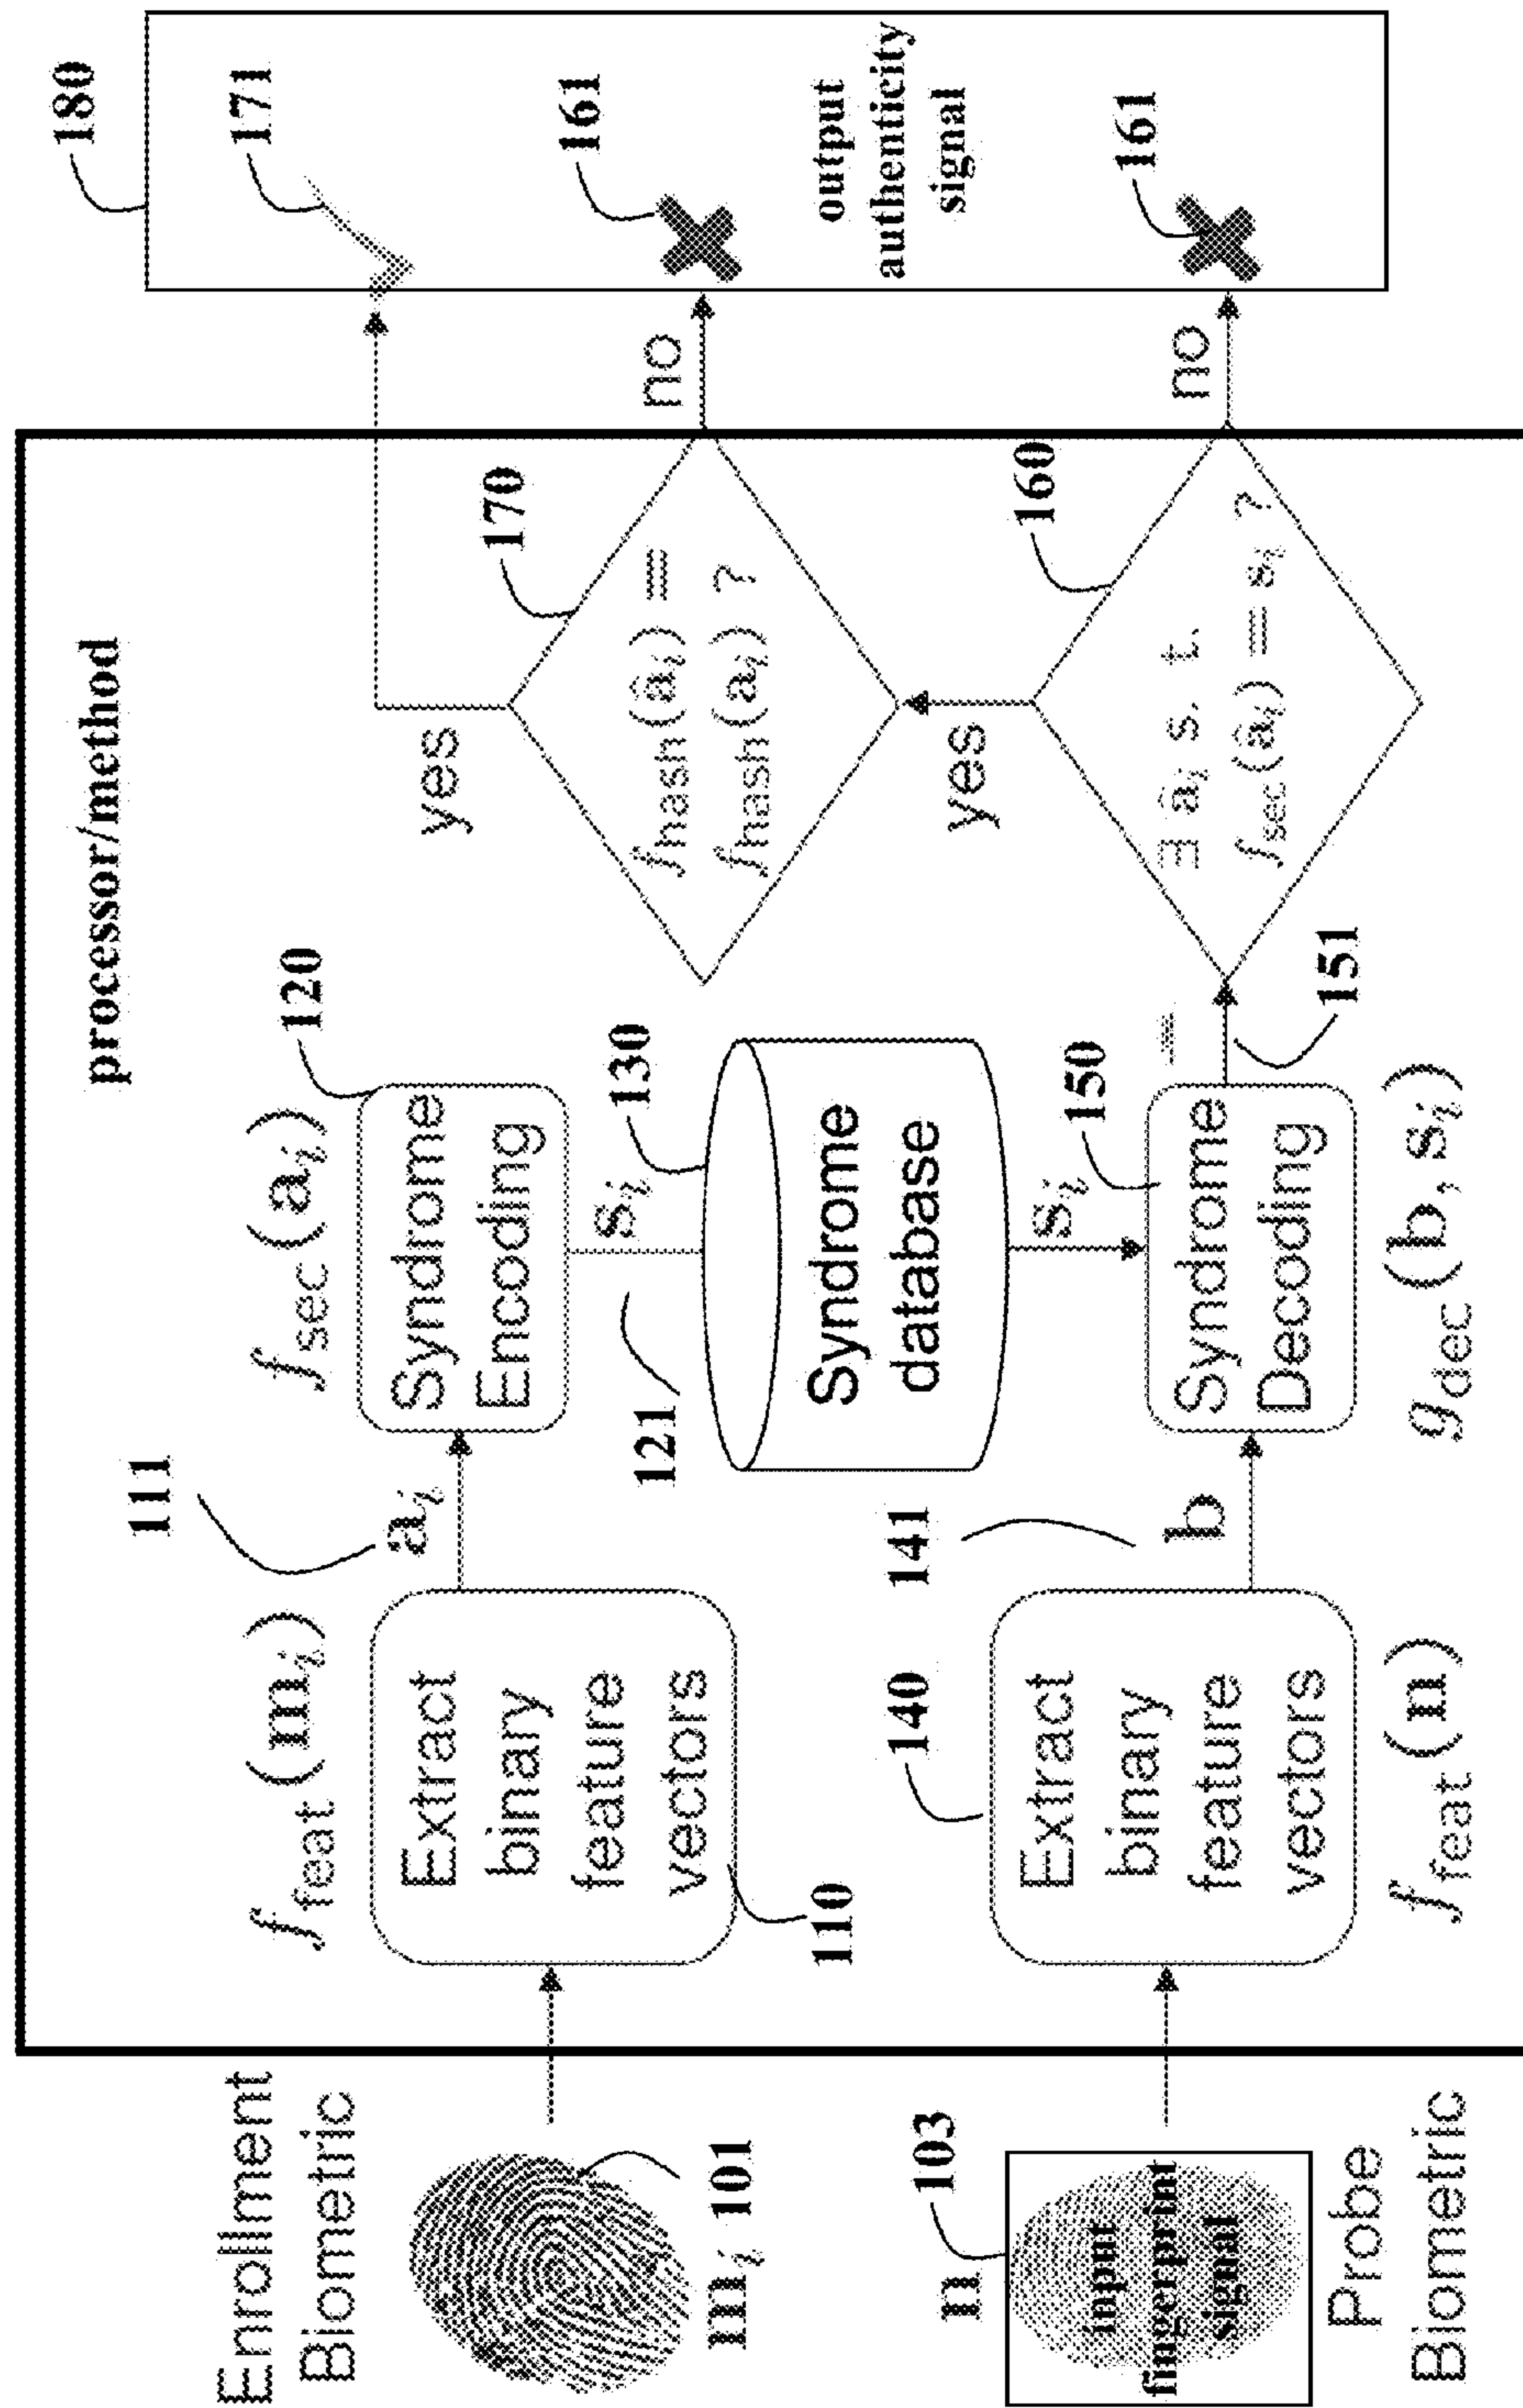 processor/method
180
171
161
output
authenticity
signal
161
Enrollment
Biometric
m_i 101
f_feat(m_i)
Extract
binary
feature
vectors
110
111
a_i
f_sec(a_i)
Syndrome
Encoding
120
s_i
121
130
Syndrome
database
s_i
yes
170
f_hash(â_i) =
f_hash(a_i) ?
no
yes
n 103
input
fingerprint
signal
Probe
Biometric
140
Extract
binary
feature
vectors
f_feat(n)
141
b
150
Syndrome
Decoding
g_dec(b, s_i)
151
160
∃ â_i s. t.
f_sec(â_i) = s_i ?
no